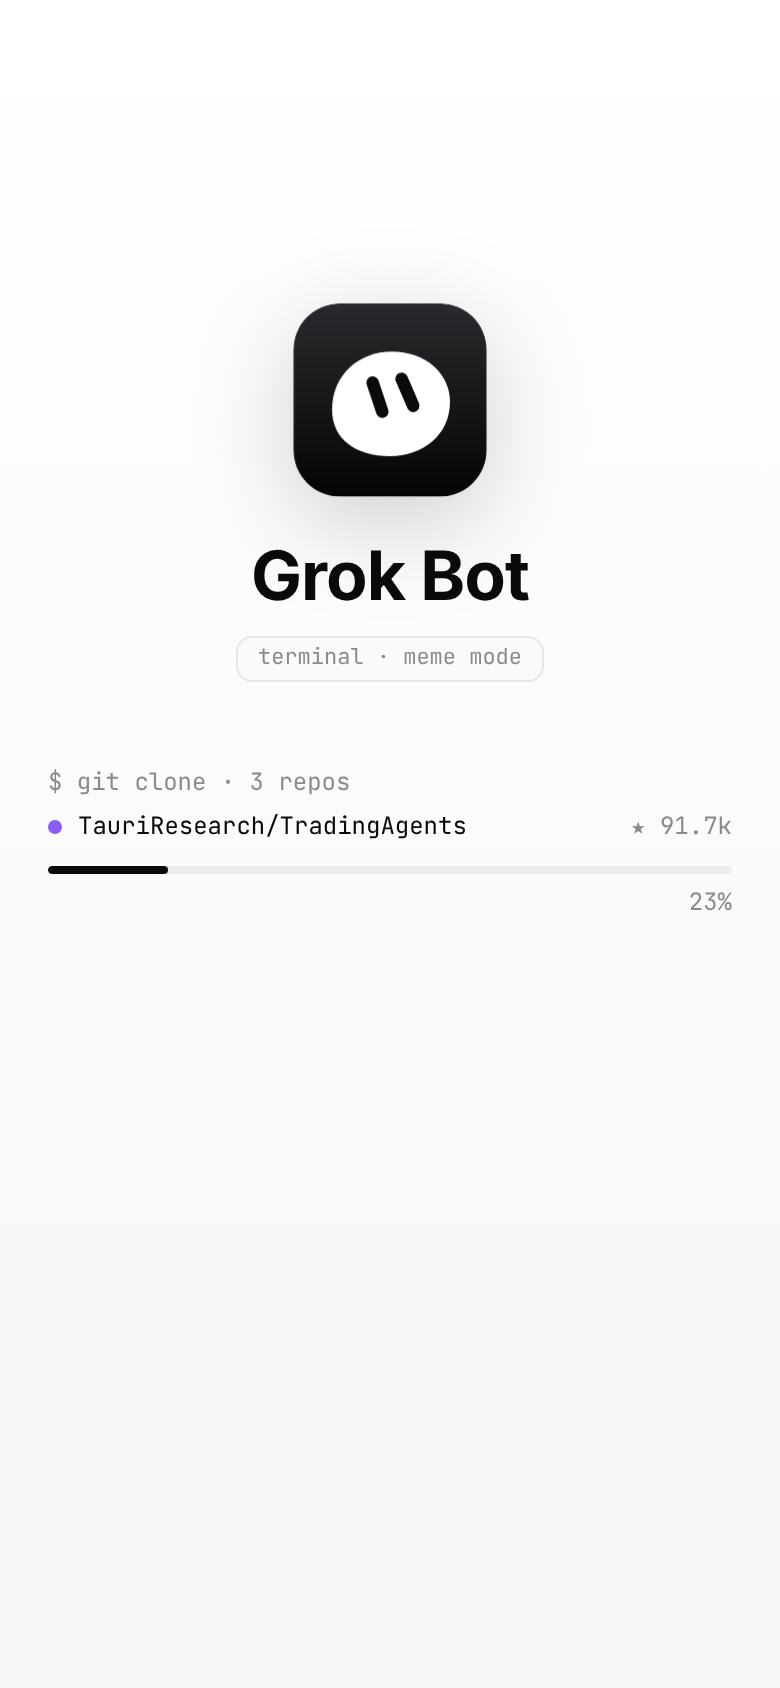 Grok Bot
terminal · meme mode
$ git clone · 3 repos
TauriResearch/TradingAgents ★ 91.7k
23%